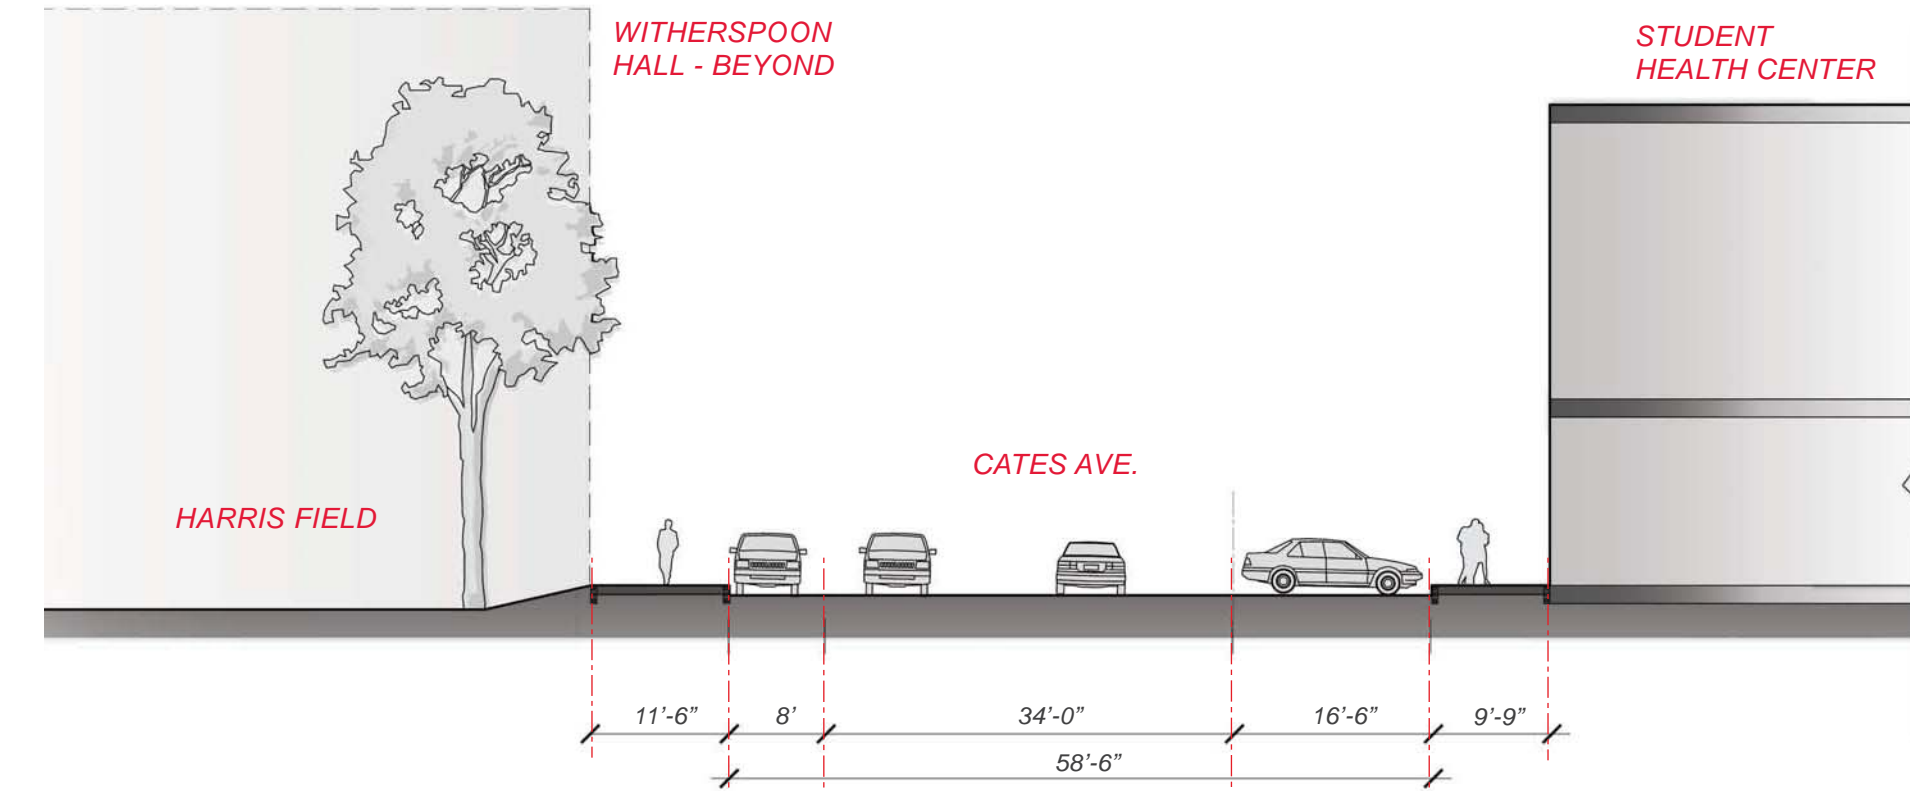 WITHERSPOON
HALL - BEYOND
STUDENT
HEALTH CENTER
CATES AVE.
HARRIS FIELD
11’-6” 8’ 34’-0” 16’-6” 9’-9”
58’-6”